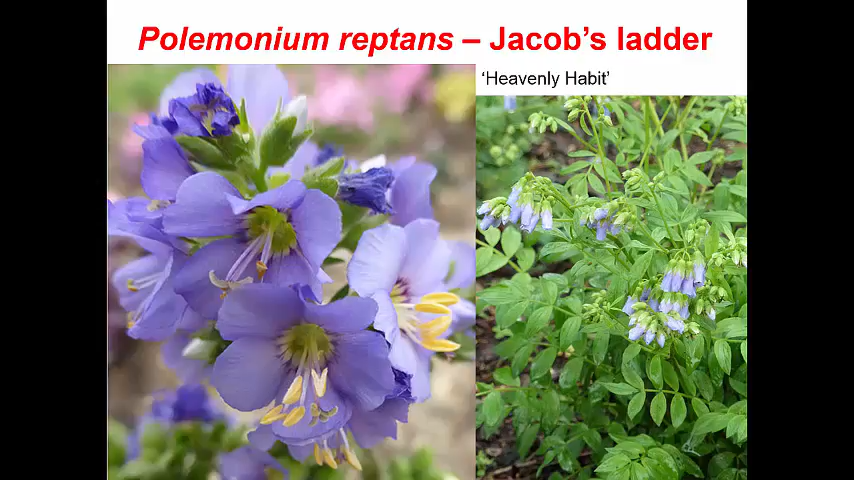 Polemonium reptans – Jacob’s ladder
‘Heavenly Habit’